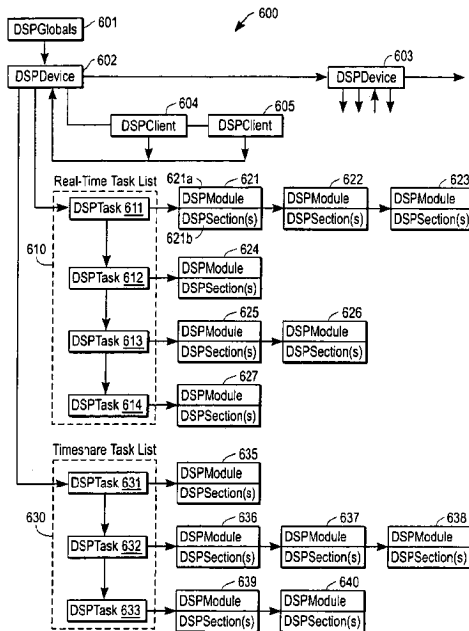 600
DSPGlobals 601
602
DSPDevice
603
DSPDevice
604
DSPClient
605
DSPClient
Real-Time Task List
610
DSPTask 611
621a
621
DSPModule
DSPSection(s)
621b
622
DSPModule
DSPSection(s)
623
DSPModule
DSPSection(s)
DSPTask 612
624
DSPModule
DSPSection(s)
DSPTask 613
625
DSPModule
DSPSection(s)
626
DSPModule
DSPSection(s)
DSPTask 614
627
DSPModule
DSPSection(s)
Timeshare Task List
630
DSPTask 631
635
DSPModule
DSPSection(s)
DSPTask 632
636
DSPModule
DSPSection(s)
637
DSPModule
DSPSection(s)
638
DSPModule
DSPSection(s)
DSPTask 633
639
DSPModule
DSPSection(s)
640
DSPModule
DSPSection(s)